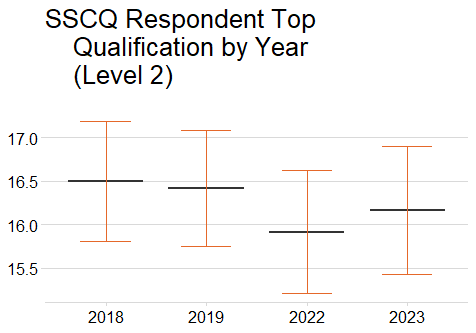 SSCQ Respondent Top
Qualification by Year
(Level 2)
17.0
16.5
16.0
15.5
2018 2019 2022 2023